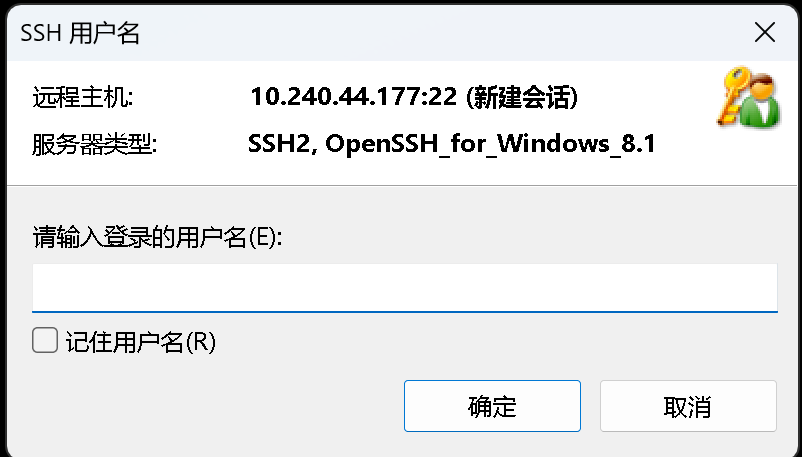 SSH 用户名
远程主机: 10.240.44.177:22 (新建会话)
服务器类型: SSH2, OpenSSH_for_Windows_8.1
请输入登录的用户名(E):
记住用户名(R)
确定 取消